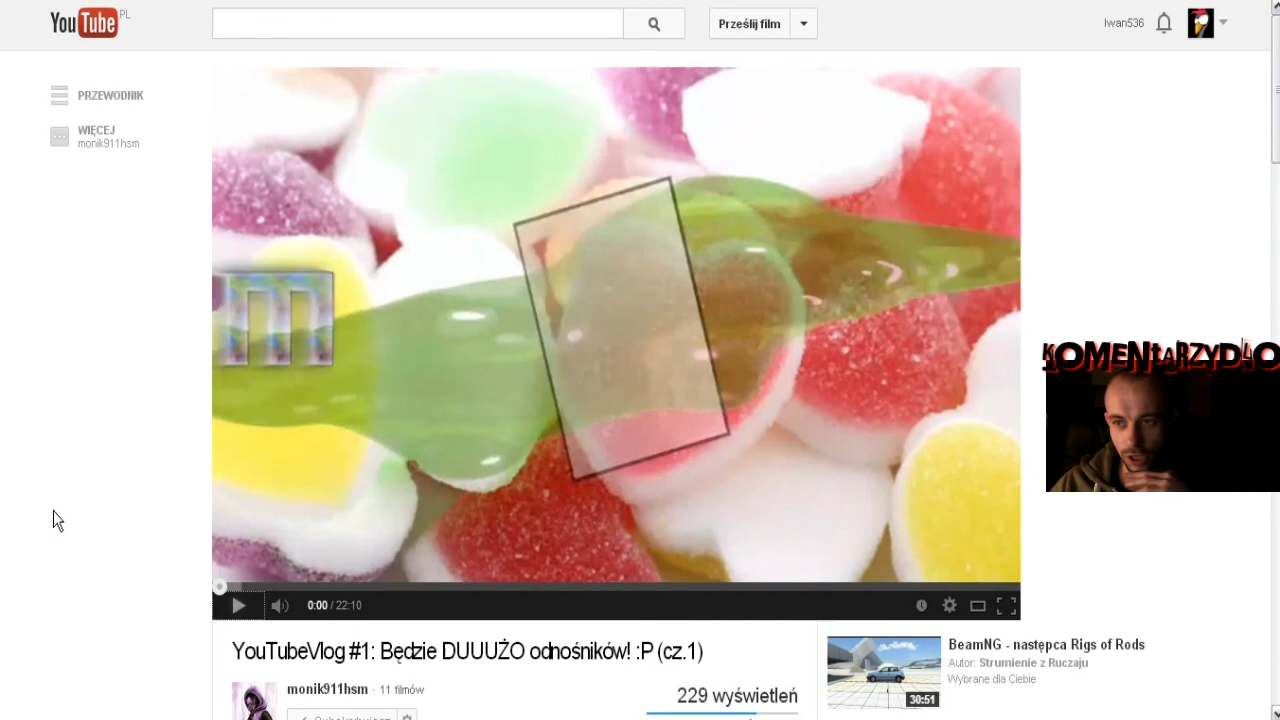 YouTube PL
Prześlij film
Iwan536
PRZEWODNIK
WIĘCEJ
monik911hsm
KOMENTARZYDŁO
0:00 / 22:10
YouTubeVlog #1: Będzie DUUUŻO odnośników! :P (cz.1)
monik911hsm · 11 filmów
229 wyświetleń
Subskrybujesz
BeamNG - następca Rigs of Rods
Autor: Strumienie z Ruczaju
Wybrane dla Ciebie
30:51